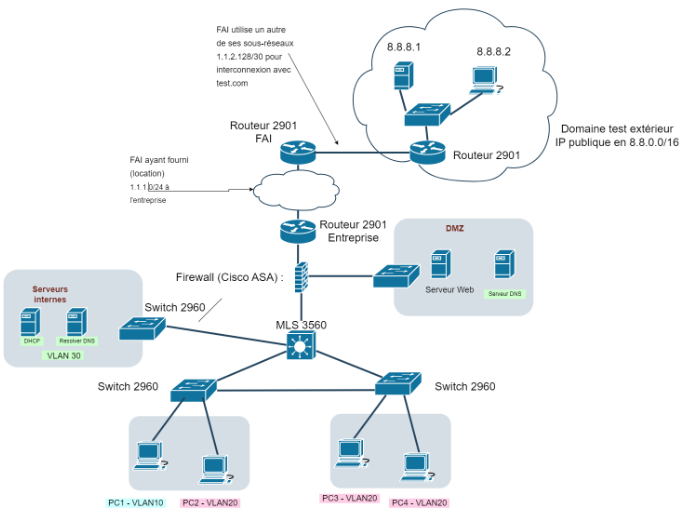 FAI utilise un autre
de ses sous-réseaux
1.1.2.128/30 pour
interconnexion avec
test.com
8.8.8.1
8.8.8.2
?
Routeur 2901
FAI
Routeur 2901
Domaine test extérieur
IP publique en 8.8.0.0/16
FAI ayant fourni
(location)
1.1.1.0/24 à
l'entreprise
Routeur 2901
Entreprise
DMZ
Serveur Web
Serveur DNS
Firewall (Cisco ASA) :
Serveurs
internes
DHCP
Resolver DNS
VLAN 30
Switch 2960
MLS 3560
Switch 2960
Switch 2960
?
?
?
?
PC1 - VLAN10
PC2 - VLAN20
PC3 - VLAN20
PC4 - VLAN20